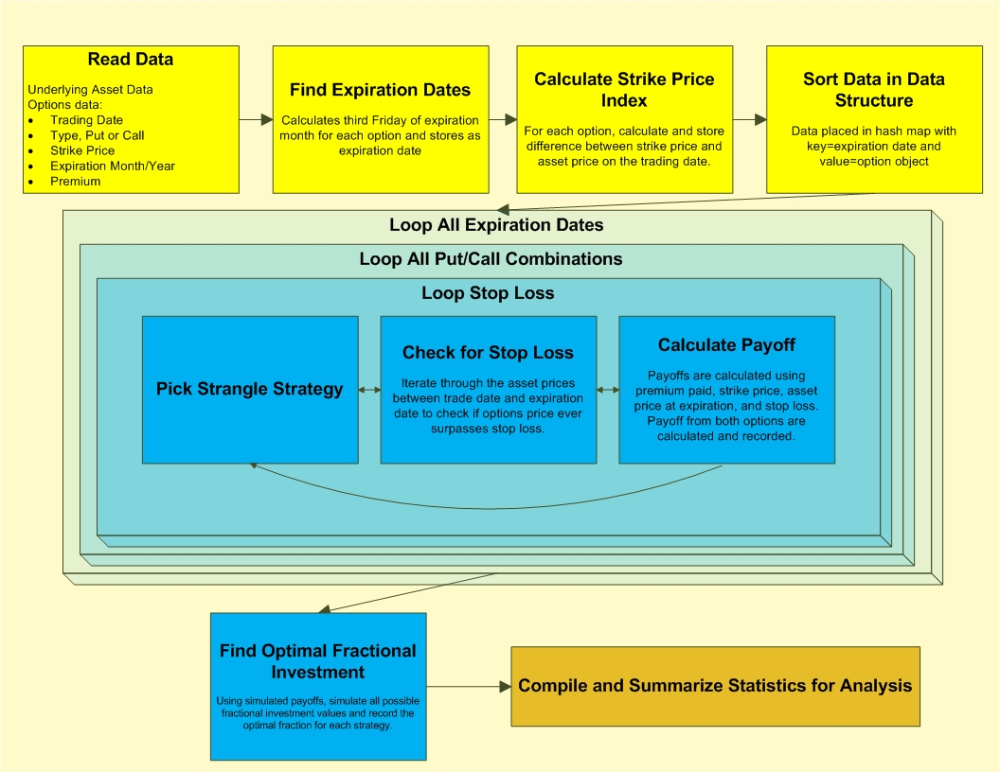 Read Data
Underlying Asset Data
Options data:
• Trading Date
• Type, Put or Call
• Strike Price
• Expiration Month/Year
• Premium
Find Expiration Dates
Calculates third Friday of expiration
month for each option and stores as
expiration date
Calculate Strike Price
Index
For each option, calculate and store
difference between strike price and
asset price on the trading date.
Sort Data in Data
Structure
Data placed in hash map with
key=expiration date and
value=option object
Loop All Expiration Dates
Loop All Put/Call Combinations
Loop Stop Loss
Pick Strangle Strategy
Check for Stop Loss
Iterate through the asset prices
between trade date and expiration
date to check if options price ever
surpasses stop loss.
Calculate Payoff
Payoffs are calculated using
premium paid, strike price, asset
price at expiration, and stop loss.
Payoff from both options are
calculated and recorded.
Find Optimal Fractional
Investment
Using simulated payoffs, simulate all possible
fractional investment values and record the
optimal fraction for each strategy.
Compile and Summarize Statistics for Analysis